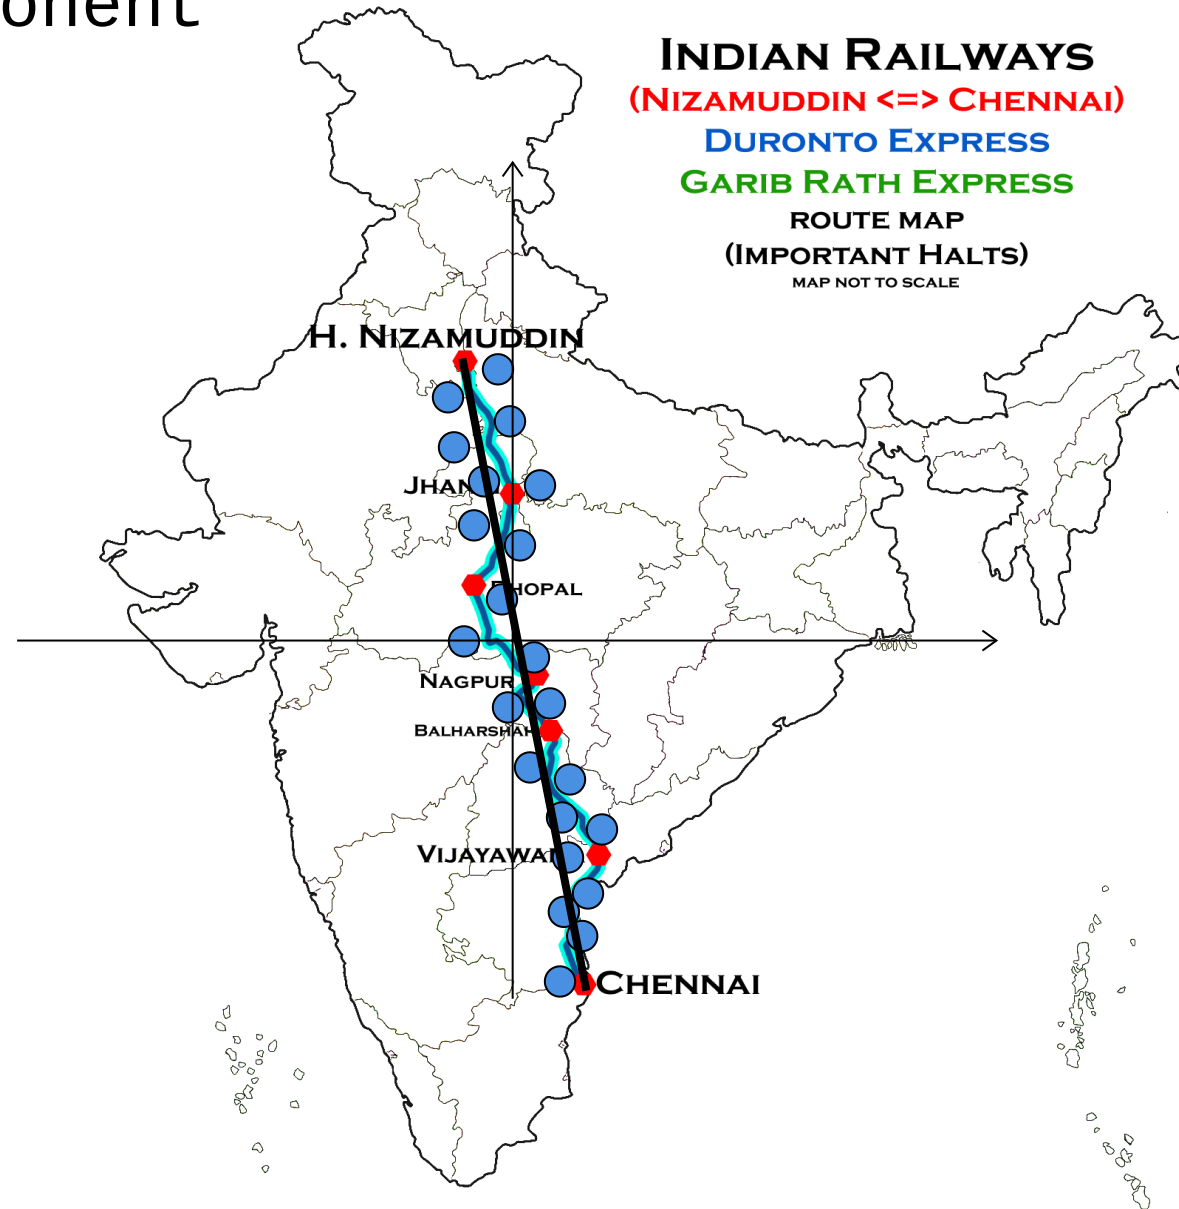 onent
INDIAN RAILWAYS
(NIZAMUDDIN <=> CHENNAI)
DURONTO EXPRESS
GARIB RATH EXPRESS
ROUTE MAP
(IMPORTANT HALTS)
MAP NOT TO SCALE
H. NIZAMUDDIN
NAGPUR
CHENNAI